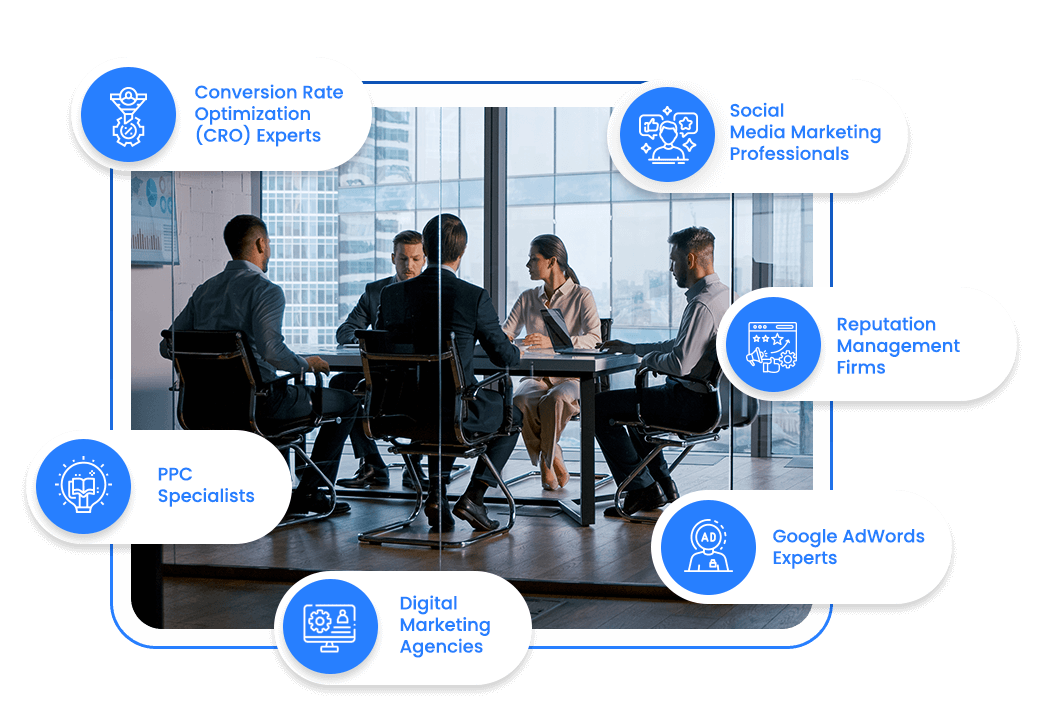 Conversion Rate
Optimization
(CRO) Experts
Social
Media Marketing
Professionals
Reputation
Management
Firms
PPC
Specialists
AD
Google AdWords
Experts
Digital
Marketing
Agencies